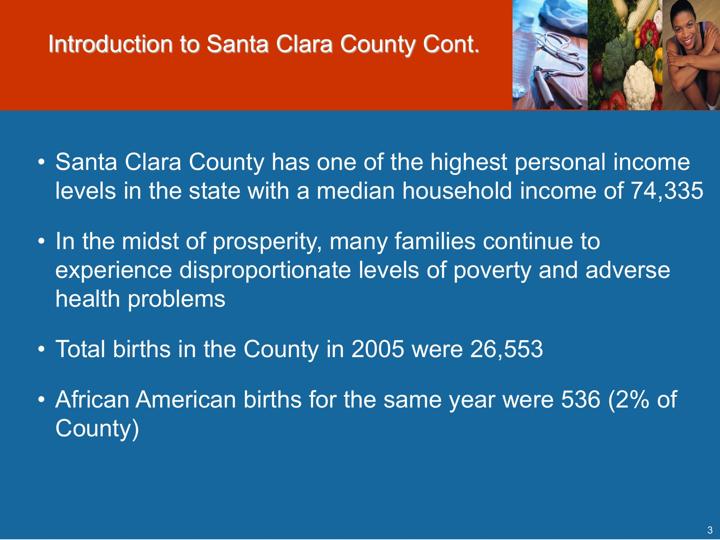 Introduction to Santa Clara County Cont.
• Santa Clara County has one of the highest personal income
levels in the state with a median household income of 74,335
• In the midst of prosperity, many families continue to
experience disproportionate levels of poverty and adverse
health problems
• Total births in the County in 2005 were 26,553
• African American births for the same year were 536 (2% of
County)
3